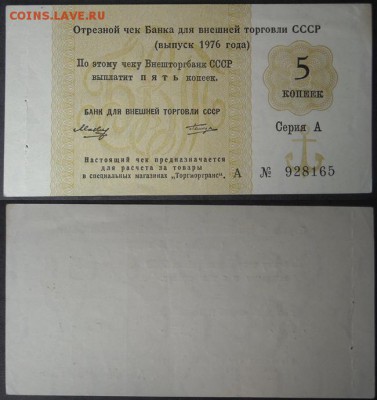 COINS.LAVE.RU
Отрезной чек Банка для внешней торговли СССР
(выпуск 1976 года)
По этому чеку Внешторгбанк СССР
выплатит пять копеек.
5
КОПЕЕК
БАНК ДЛЯ ВНЕШНЕЙ ТОРГОВЛИ СССР
Серия А
Настоящий чек предназначается
для расчета за товары
в специальных магазинах „Торгмортранс".
А № 928165